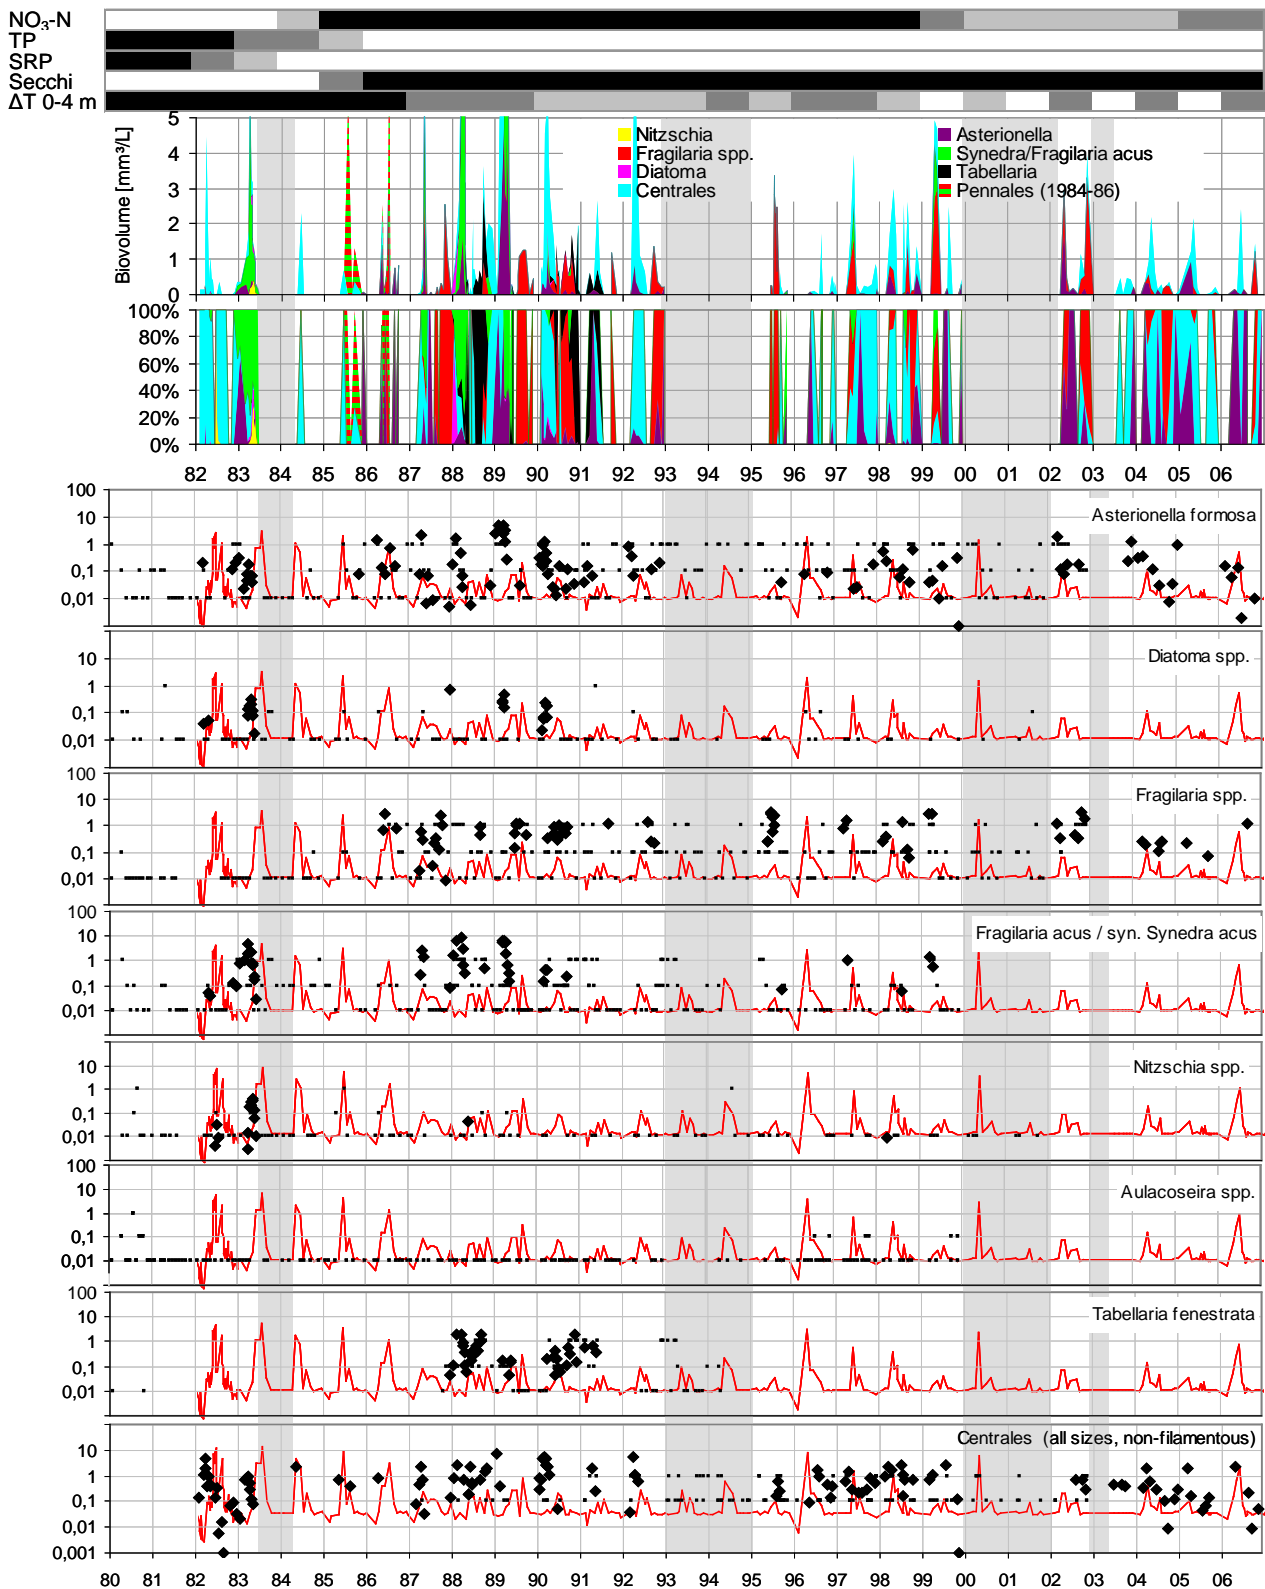 NO₃-N
TP
SRP
Secchi
ΔT 0-4 m
Biovolume [mm³/L]
5
4
3
2
1
0
Nitzschia
Fragilaria spp.
Diatoma
Centrales
Asterionella
Synedra/Fragilaria acus
Tabellaria
Pennales (1984-86)
100%
80%
60%
40%
20%
0%
82 83 84 85 86 87 88 89 90 91 92 93 94 95 96 97 98 99 00 01 02 03 04 05 06
Asterionella formosa
100
10
1
0,1
0,01
Diatoma spp.
10
1
0,1
0,01
Fragilaria spp.
100
10
1
0,1
0,01
Fragilaria acus / syn. Synedra acus
100
10
1
0,1
0,01
Nitzschia spp.
10
1
0,1
0,01
Aulacoseira spp.
100
10
1
0,1
0,01
Tabellaria fenestrata
100
10
1
0,1
0,01
Centrales (all sizes, non-filamentous)
10
1
0,1
0,01
0,001
80 81 82 83 84 85 86 87 88 89 90 91 92 93 94 95 96 97 98 99 00 01 02 03 04 05 06